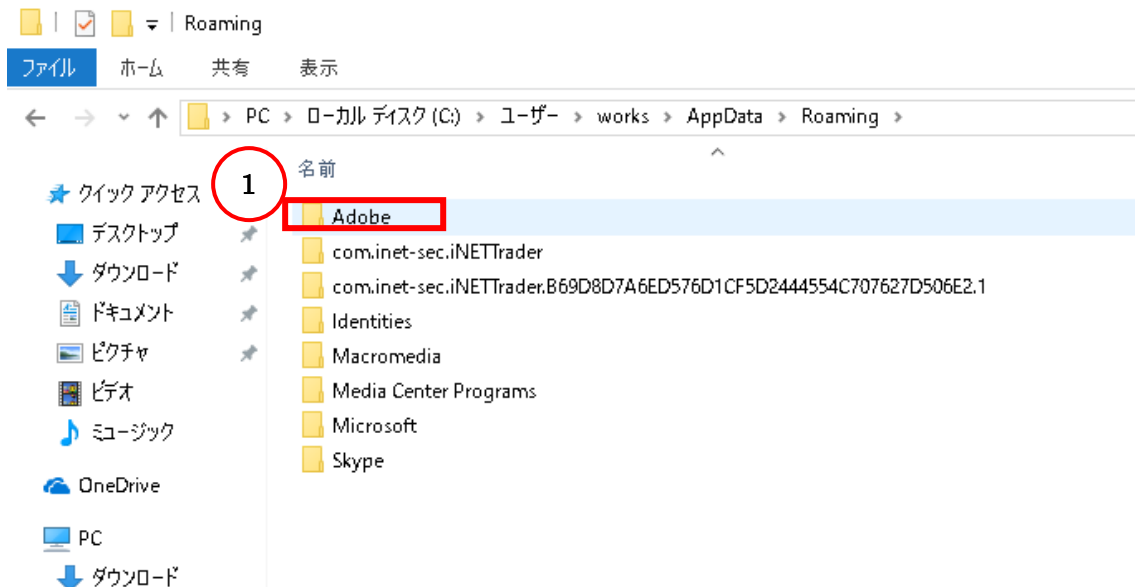 Roaming
ファイル ホーム 共有 表示
PC > ローカル ディスク (C:) > ユーザー > works > AppData > Roaming >
名前
1
クイック アクセス
デスクトップ
ダウンロード
ドキュメント
ピクチャ
ビデオ
ミュージック
OneDrive
PC
ダウンロード
Adobe
com.inet-sec.iNETTrader
com.inet-sec.iNETTrader.B69D8D7A6ED576D1CF5D2444554C707627D506E2.1
Identities
Macromedia
Media Center Programs
Microsoft
Skype